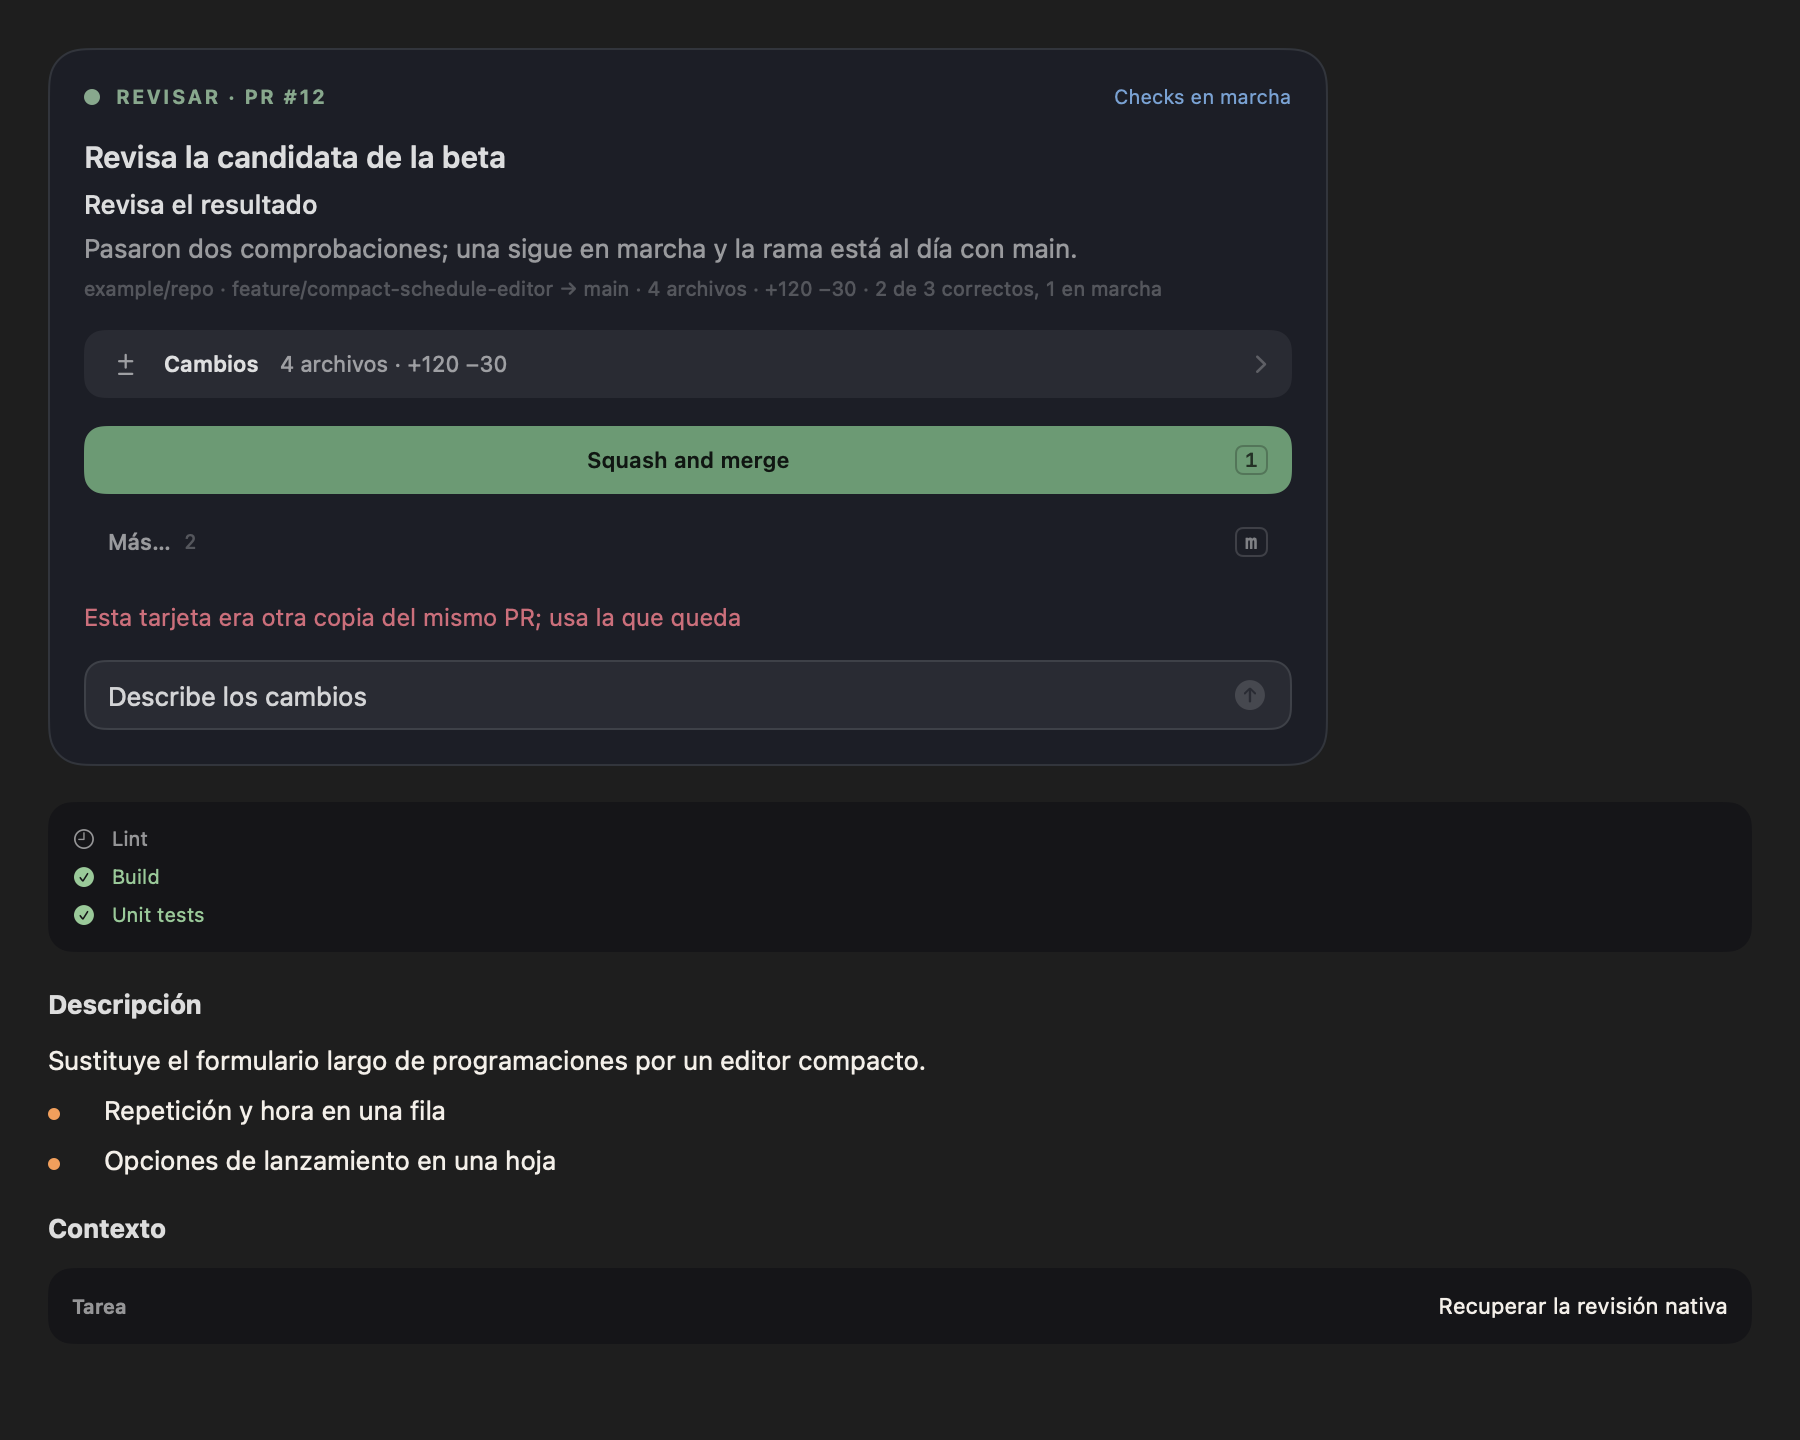 REVISAR · PR #12
Checks en marcha
Revisa la candidata de la beta
Revisa el resultado
Pasaron dos comprobaciones; una sigue en marcha y la rama está al día con main.
example/repo · feature/compact-schedule-editor → main · 4 archivos · +120 −30 · 2 de 3 correctos, 1 en marcha
± Cambios 4 archivos · +120 −30
Squash and merge 1
Más... 2 m
Esta tarjeta era otra copia del mismo PR; usa la que queda
Describe los cambios
Lint
Build
Unit tests
Descripción
Sustituye el formulario largo de programaciones por un editor compacto.
Repetición y hora en una fila
Opciones de lanzamiento en una hoja
Contexto
Tarea Recuperar la revisión nativa